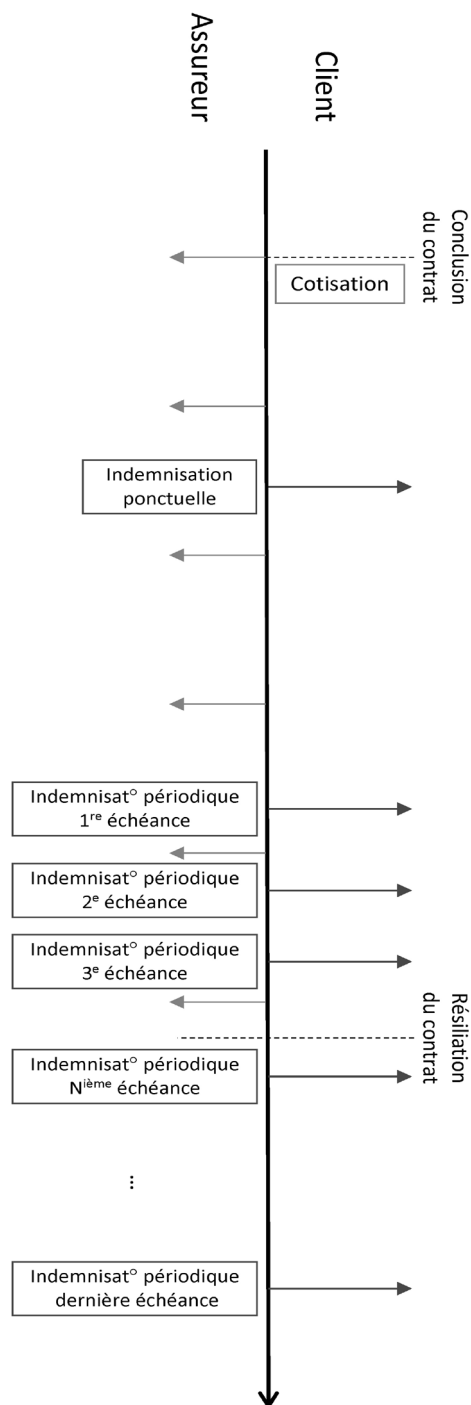 Assureur
Client
Conclusion
du contrat
Cotisation
Indemnisation
ponctuelle
Indemnisat° périodique
1re échéance
Indemnisat° périodique
2e échéance
Indemnisat° périodique
3e échéance
Résiliation
du contrat
Indemnisat° périodique
Nième échéance
...
Indemnisat° périodique
dernière échéance